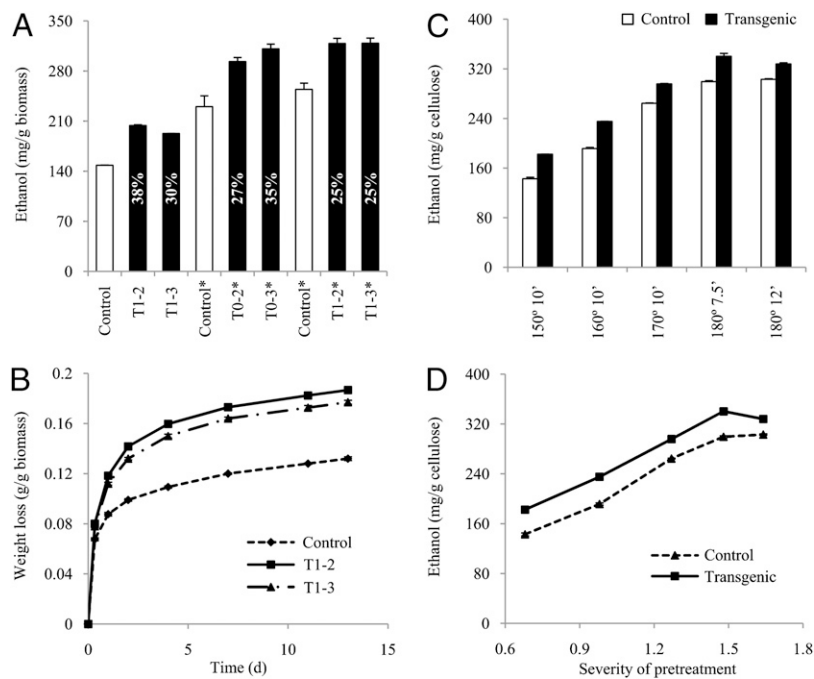 A
Ethanol (mg/g biomass)
350
280
210
140
70
0
38%
30%
27%
35%
25%
25%
Control
T1-2
T1-3
Control*
T0-2*
T0-3*
Control*
T1-2*
T1-3*
C
Control Transgenic
Ethanol (mg/g cellulose)
400
320
240
160
80
0
150º 10’
160º 10’
170º 10’
180º 7.5’
180º 12’
B
Weight loss (g/g biomass)
0.2
0.16
0.12
0.08
0.04
0
Control
T1-2
T1-3
0 5 10 15
Time (d)
D
Ethanol (mg/g cellulose)
400
320
240
160
80
0
Control
Transgenic
0.6 0.9 1.2 1.5 1.8
Severity of pretreatment